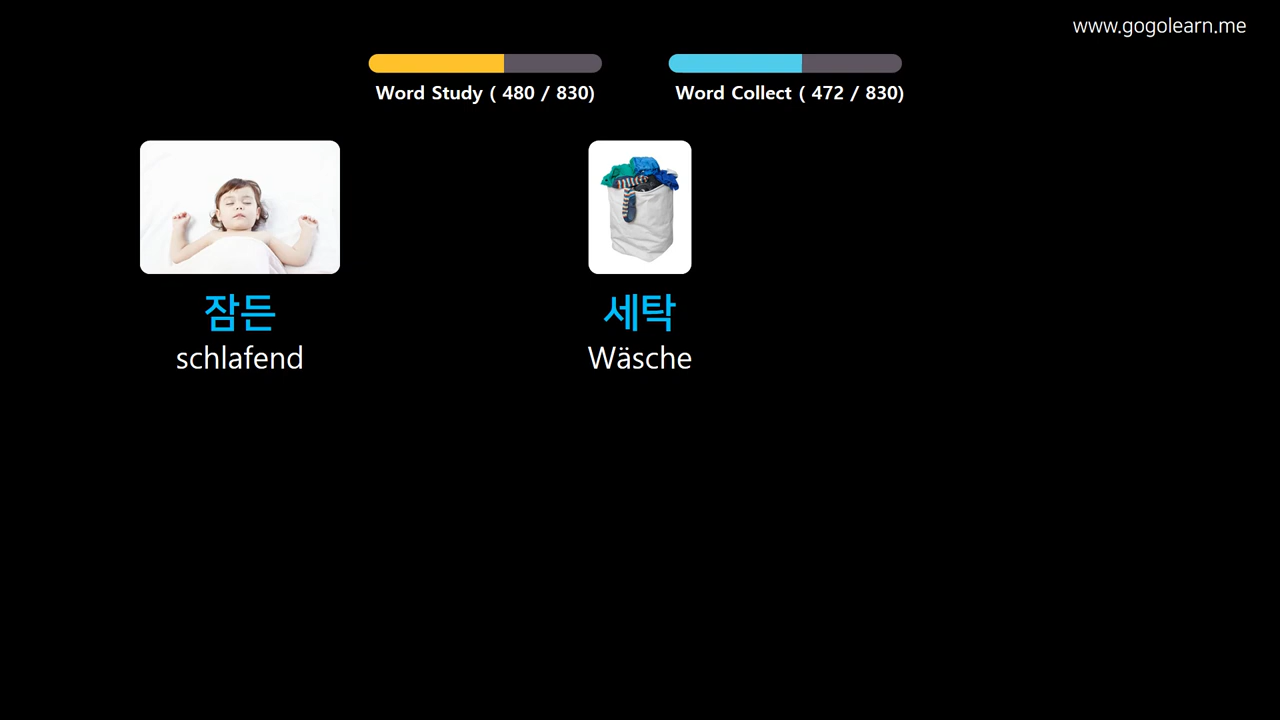 www.gogolearn.me
Word Study ( 480 / 830)
Word Collect ( 472 / 830)
잠든
schlafend
세탁
Wäsche